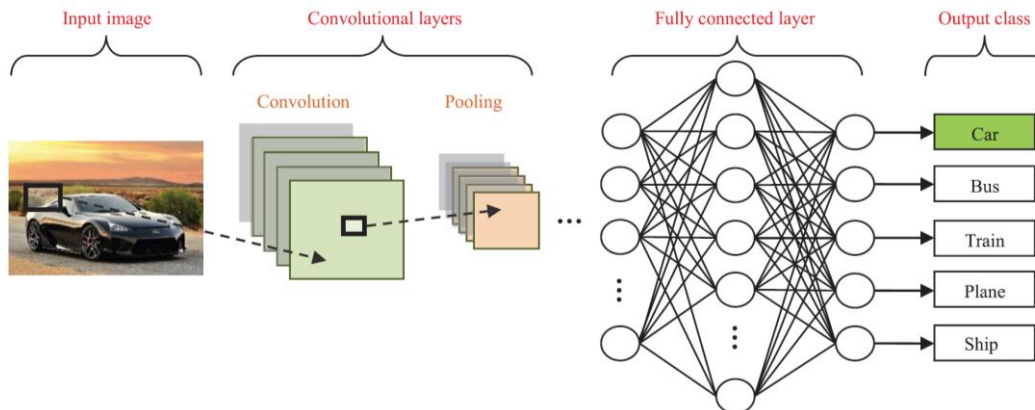 Input image
Convolutional layers
Fully connected layer
Output class
Convolution
Pooling
Car
Bus
Train
Plane
Ship